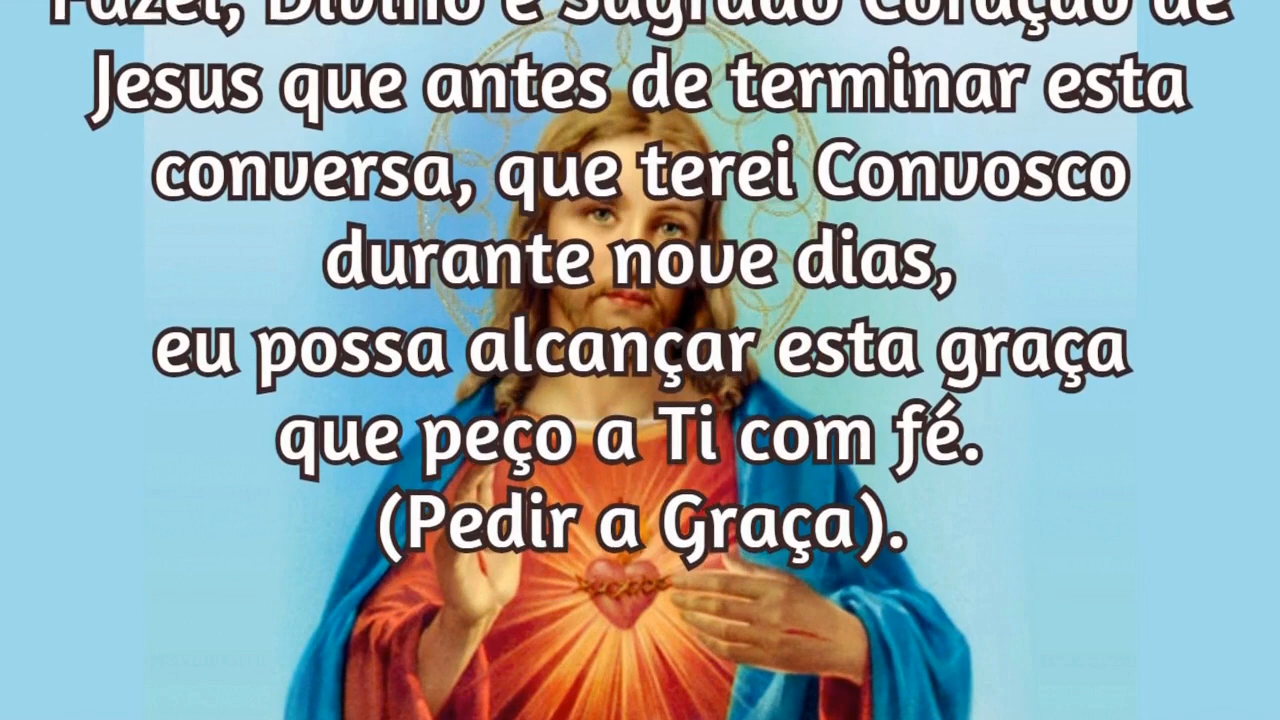 Fazei, Divino e Sagrado Coração de
Jesus que antes de terminar esta
conversa, que terei Convosco
durante nove dias,
eu possa alcançar esta graça
que peço a Ti com fé.
(Pedir a Graça).